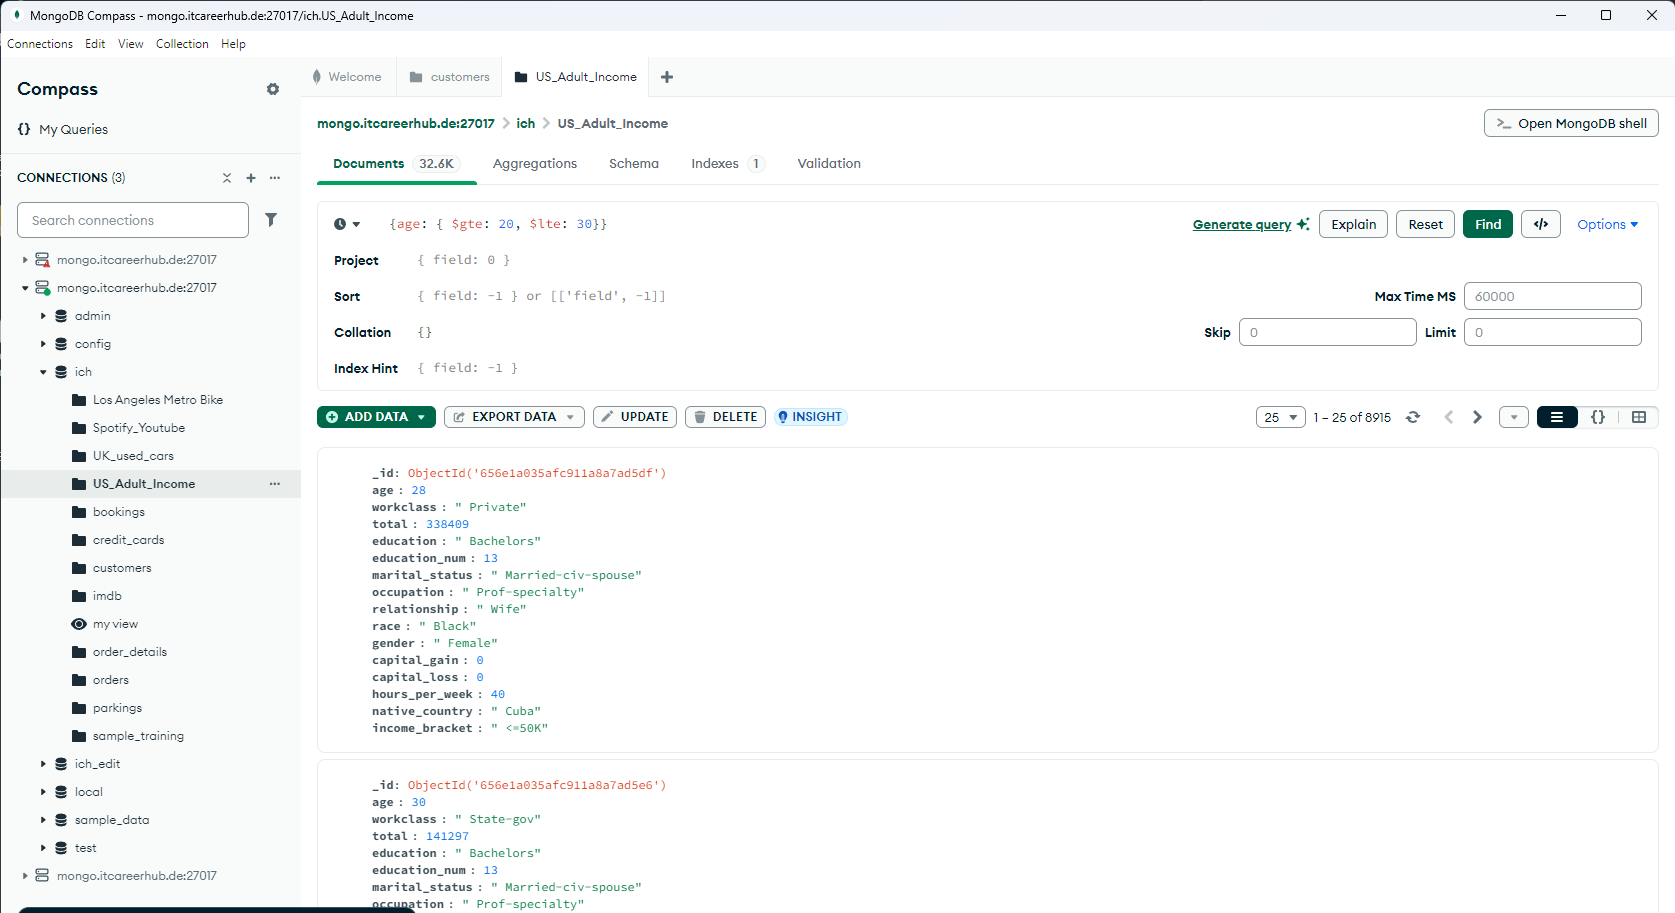 MongoDB Compass - mongo.itcareerhub.de:27017/ich.US_Adult_Income
Connections Edit View Collection Help
Compass
{} My Queries
CONNECTIONS (3)
Search connections
mongo.itcareerhub.de:27017
mongo.itcareerhub.de:27017
admin
config
ich
Los Angeles Metro Bike
Spotify_Youtube
UK_used_cars
US_Adult_Income
bookings
credit_cards
customers
imdb
my view
order_details
orders
parkings
sample_training
ich_edit
local
sample_data
test
mongo.itcareerhub.de:27017
Welcome customers US_Adult_Income
mongo.itcareerhub.de:27017 > ich > US_Adult_Income
>_ Open MongoDB shell
Documents 32.6K Aggregations Schema Indexes 1 Validation
{age: { $gte: 20, $lte: 30}}
Generate query Explain Reset Find </> Options
Project { field: 0 }
Sort { field: -1 } or [['field', -1]]
Max Time MS 60000
Collation {}
Skip 0 Limit 0
Index Hint { field: -1 }
ADD DATA EXPORT DATA UPDATE DELETE INSIGHT
25 1 – 25 of 8915 {}
_id: ObjectId('656e1a035afc911a8a7ad5df')
age : 28
workclass : " Private"
total : 338409
education : " Bachelors"
education_num : 13
marital_status : " Married-civ-spouse"
occupation : " Prof-specialty"
relationship : " Wife"
race : " Black"
gender : " Female"
capital_gain : 0
capital_loss : 0
hours_per_week : 40
native_country : " Cuba"
income_bracket : " <=50K"
_id: ObjectId('656e1a035afc911a8a7ad5e6')
age : 30
workclass : " State-gov"
total : 141297
education : " Bachelors"
education_num : 13
marital_status : " Married-civ-spouse"
occupation : " Prof-specialty"